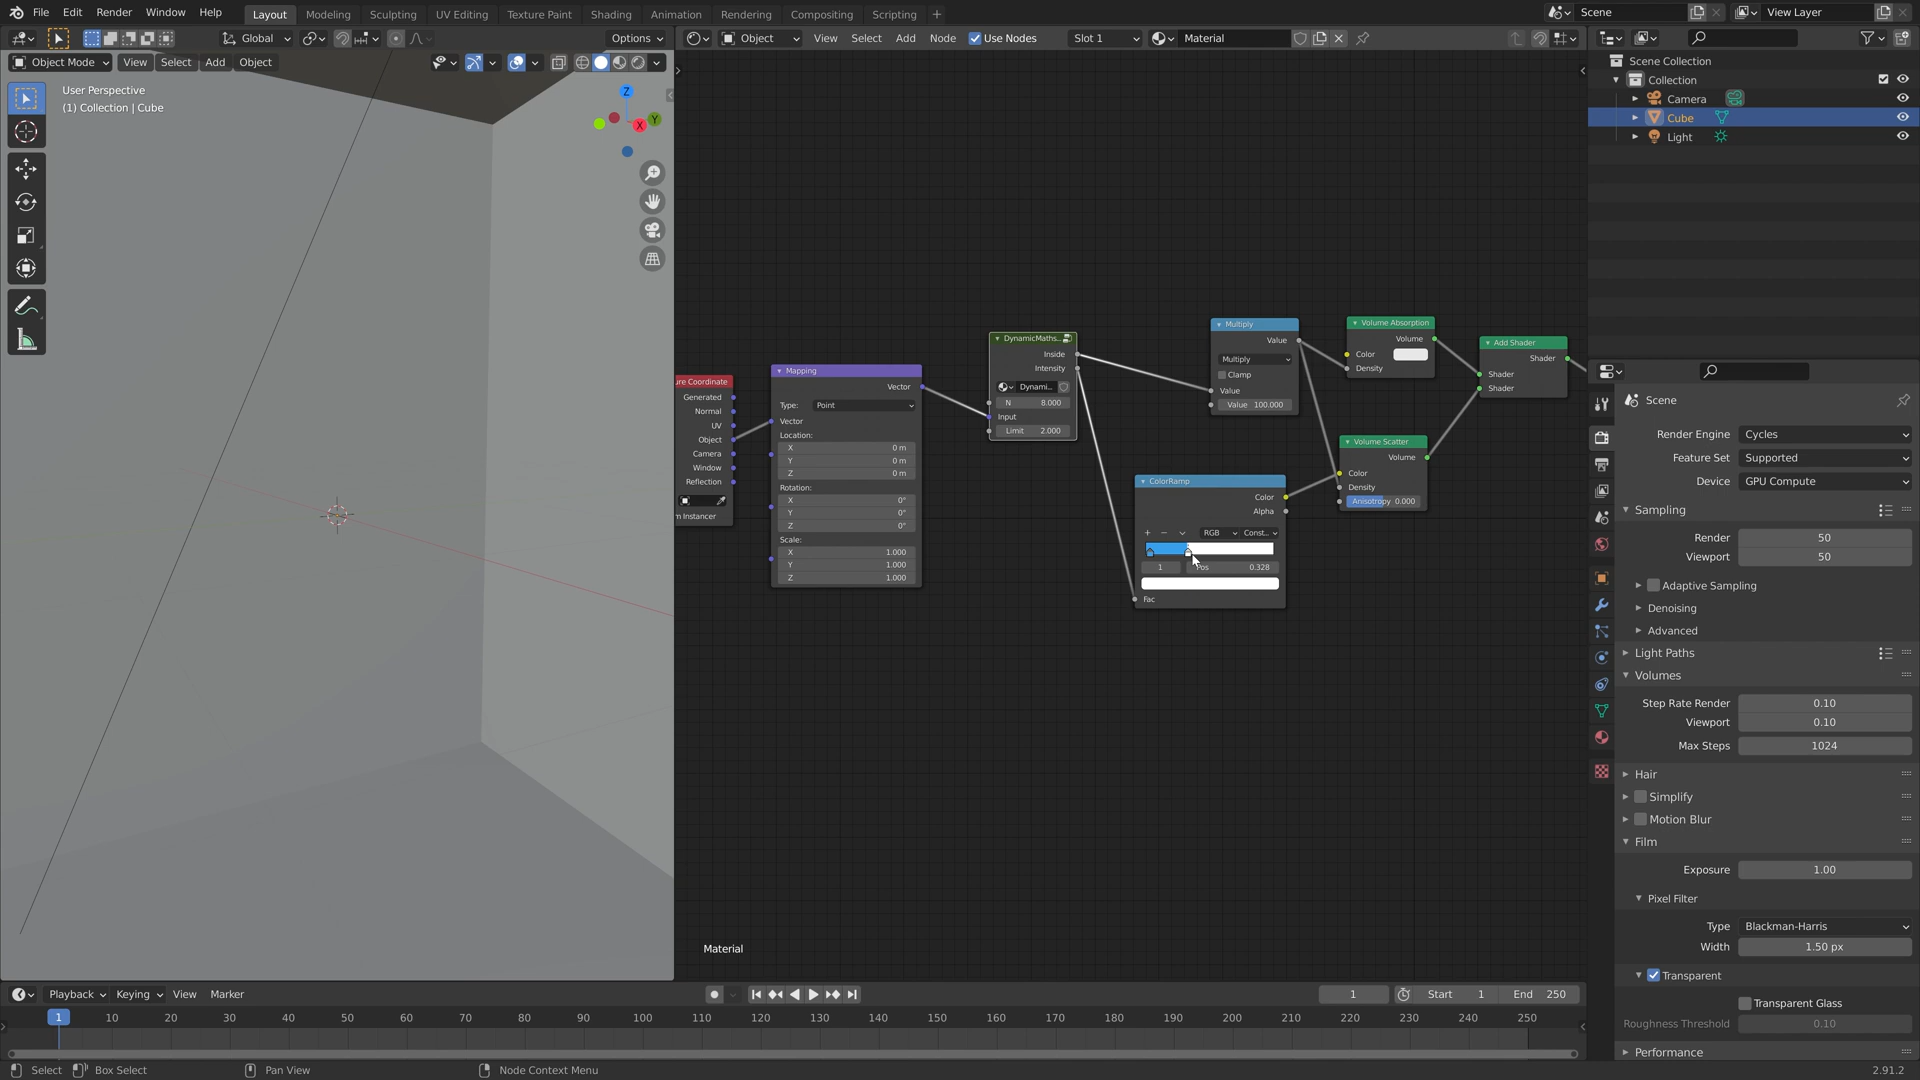 File Edit Render Window Help
Layout Modeling Sculpting UV Editing Texture Paint Shading Animation Rendering Compositing Scripting +
Scene
View Layer
Global
Options
Object
View Select Add Node
Use Nodes
Slot 1
Material
Object Mode
View Select Add Object
User Perspective
(1) Collection | Cube
Z
X
Y
Scene Collection
Collection
Camera
Cube
Light
ure Coordinate
Generated
Normal
UV
Object
Camera
Window
Reflection
m Instancer
Mapping
Vector
Type: Point
Vector
Location:
X 0 m
Y 0 m
Z 0 m
Rotation:
X 0°
Y 0°
Z 0°
Scale:
X 1.000
Y 1.000
Z 1.000
DynamicMaths...
Inside
Intensity
Dynami...
N 8.000
Input
Limit 2.000
Multiply
Value
Multiply
Clamp
Value
Value 100.000
Volume Absorption
Volume
Color
Density
Add Shader
Shader
Shader
Shader
Volume Scatter
Volume
Color
Density
Anisotropy 0.000
ColorRamp
Color
Alpha
RGB Const...
1 Pos 0.328
Fac
Material
Scene
Render Engine Cycles
Feature Set Supported
Device GPU Compute
Sampling
Render 50
Viewport 50
Adaptive Sampling
Denoising
Advanced
Light Paths
Volumes
Step Rate Render 0.10
Viewport 0.10
Max Steps 1024
Hair
Simplify
Motion Blur
Film
Exposure 1.00
Pixel Filter
Type Blackman-Harris
Width 1.50 px
Transparent
Transparent Glass
Roughness Threshold 0.10
Performance
Playback Keying View Marker
1
Start 1
End 250
1 10 20 30 40 50 60 70 80 90 100 110 120 130 140 150 160 170 180 190 200 210 220 230 240 250
Select Box Select Pan View Node Context Menu
2.91.2